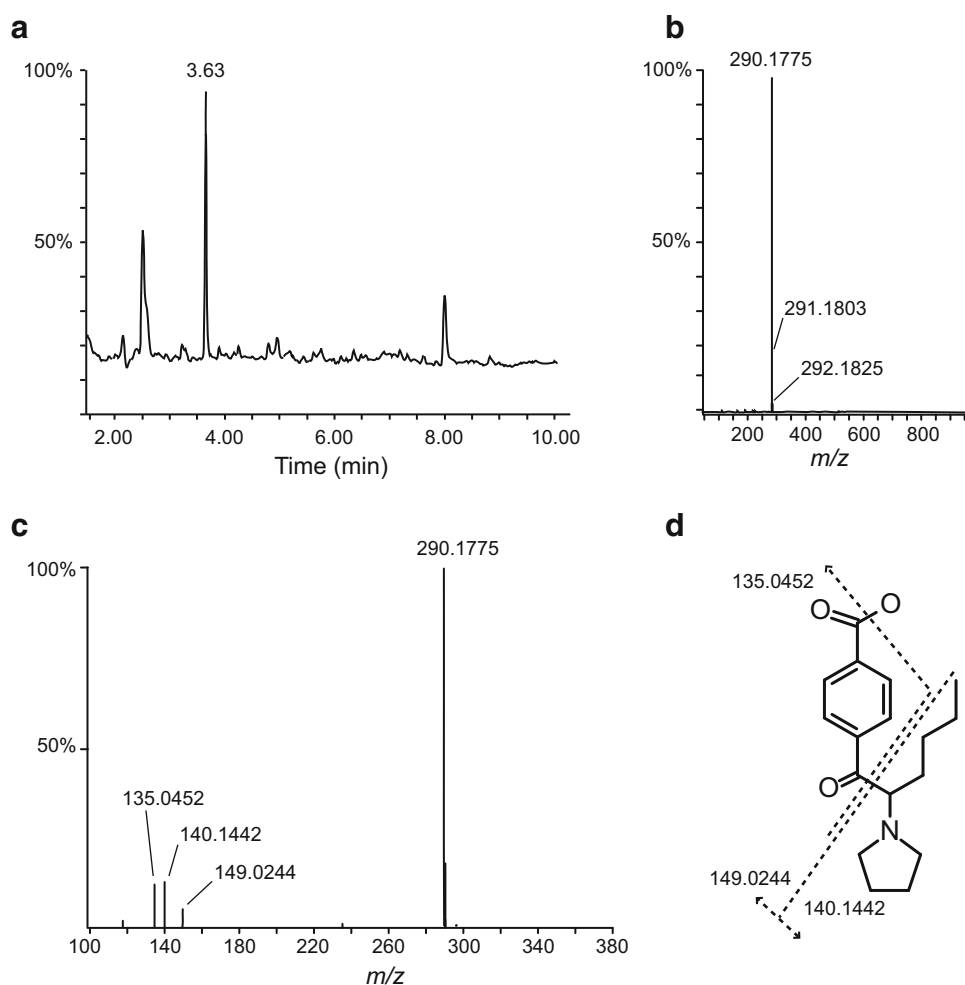 a
100%
50%
3.63
2.00 4.00 6.00 8.00 10.00
Time (min)
b
100%
50%
290.1775
291.1803
292.1825
200 400 600 800
m/z
c
100%
50%
290.1775
135.0452
140.1442
149.0244
100 140 180 220 260 300 340 380
m/z
d
135.0452
O O
O
N
149.0244
140.1442